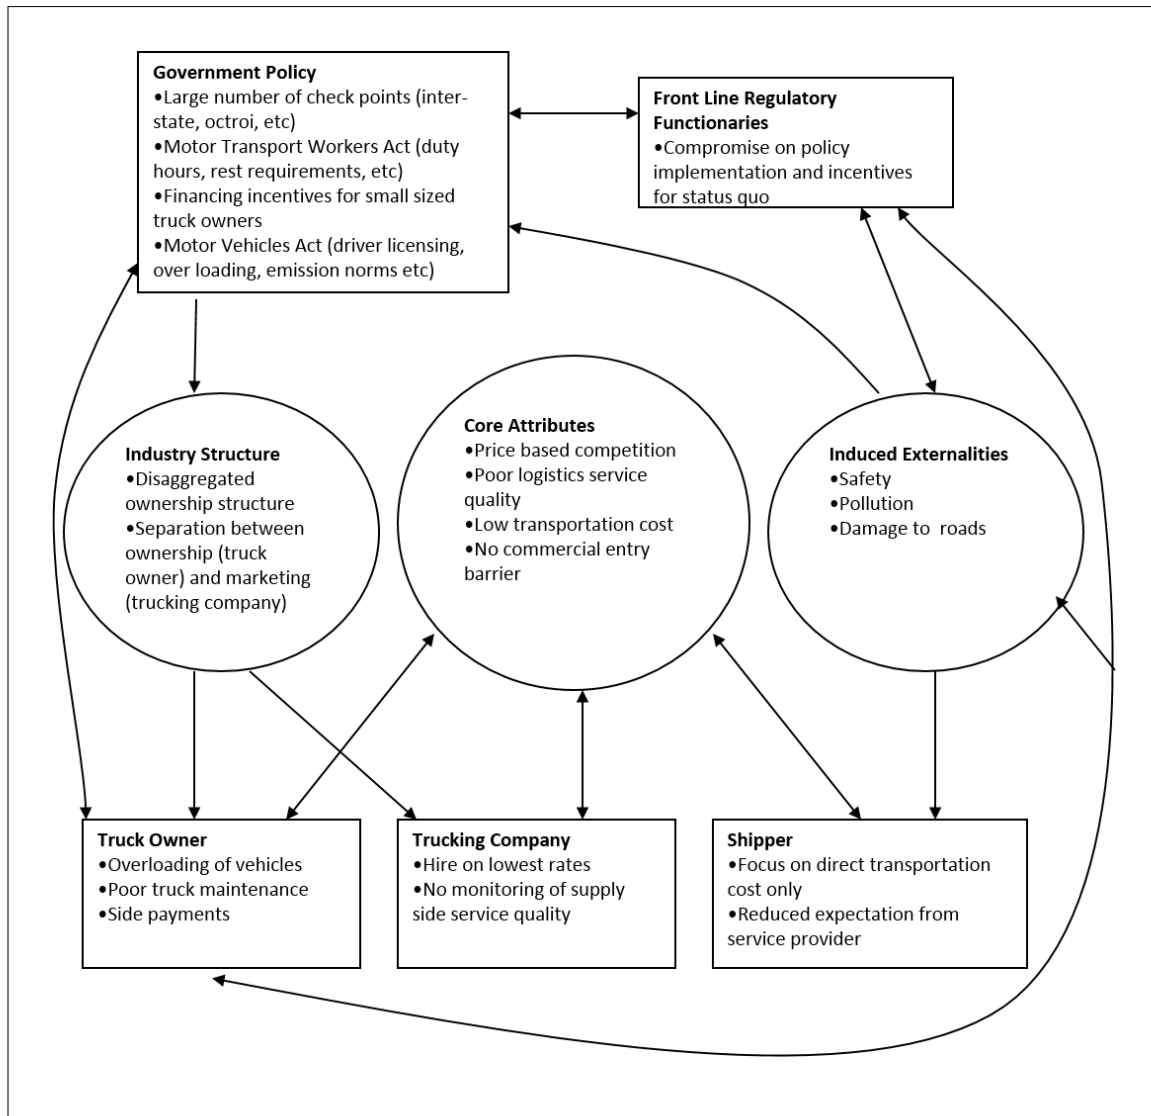 Government Policy
•Large number of check points (inter-
state, octroi, etc)
•Motor Transport Workers Act (duty
hours, rest requirements, etc)
•Financing incentives for small sized
truck owners
•Motor Vehicles Act (driver licensing,
over loading, emission norms etc)
Front Line Regulatory
Functionaries
•Compromise on policy
implementation and incentives
for status quo
Industry Structure
•Disaggregated
ownership structure
•Separation between
ownership (truck
owner) and marketing
(trucking company)
Core Attributes
•Price based competition
•Poor logistics service
quality
•Low transportation cost
•No commercial entry
barrier
Induced Externalities
•Safety
•Pollution
•Damage to roads
Truck Owner
•Overloading of vehicles
•Poor truck maintenance
•Side payments
Trucking Company
•Hire on lowest rates
•No monitoring of supply
side service quality
Shipper
•Focus on direct transportation
cost only
•Reduced expectation from
service provider